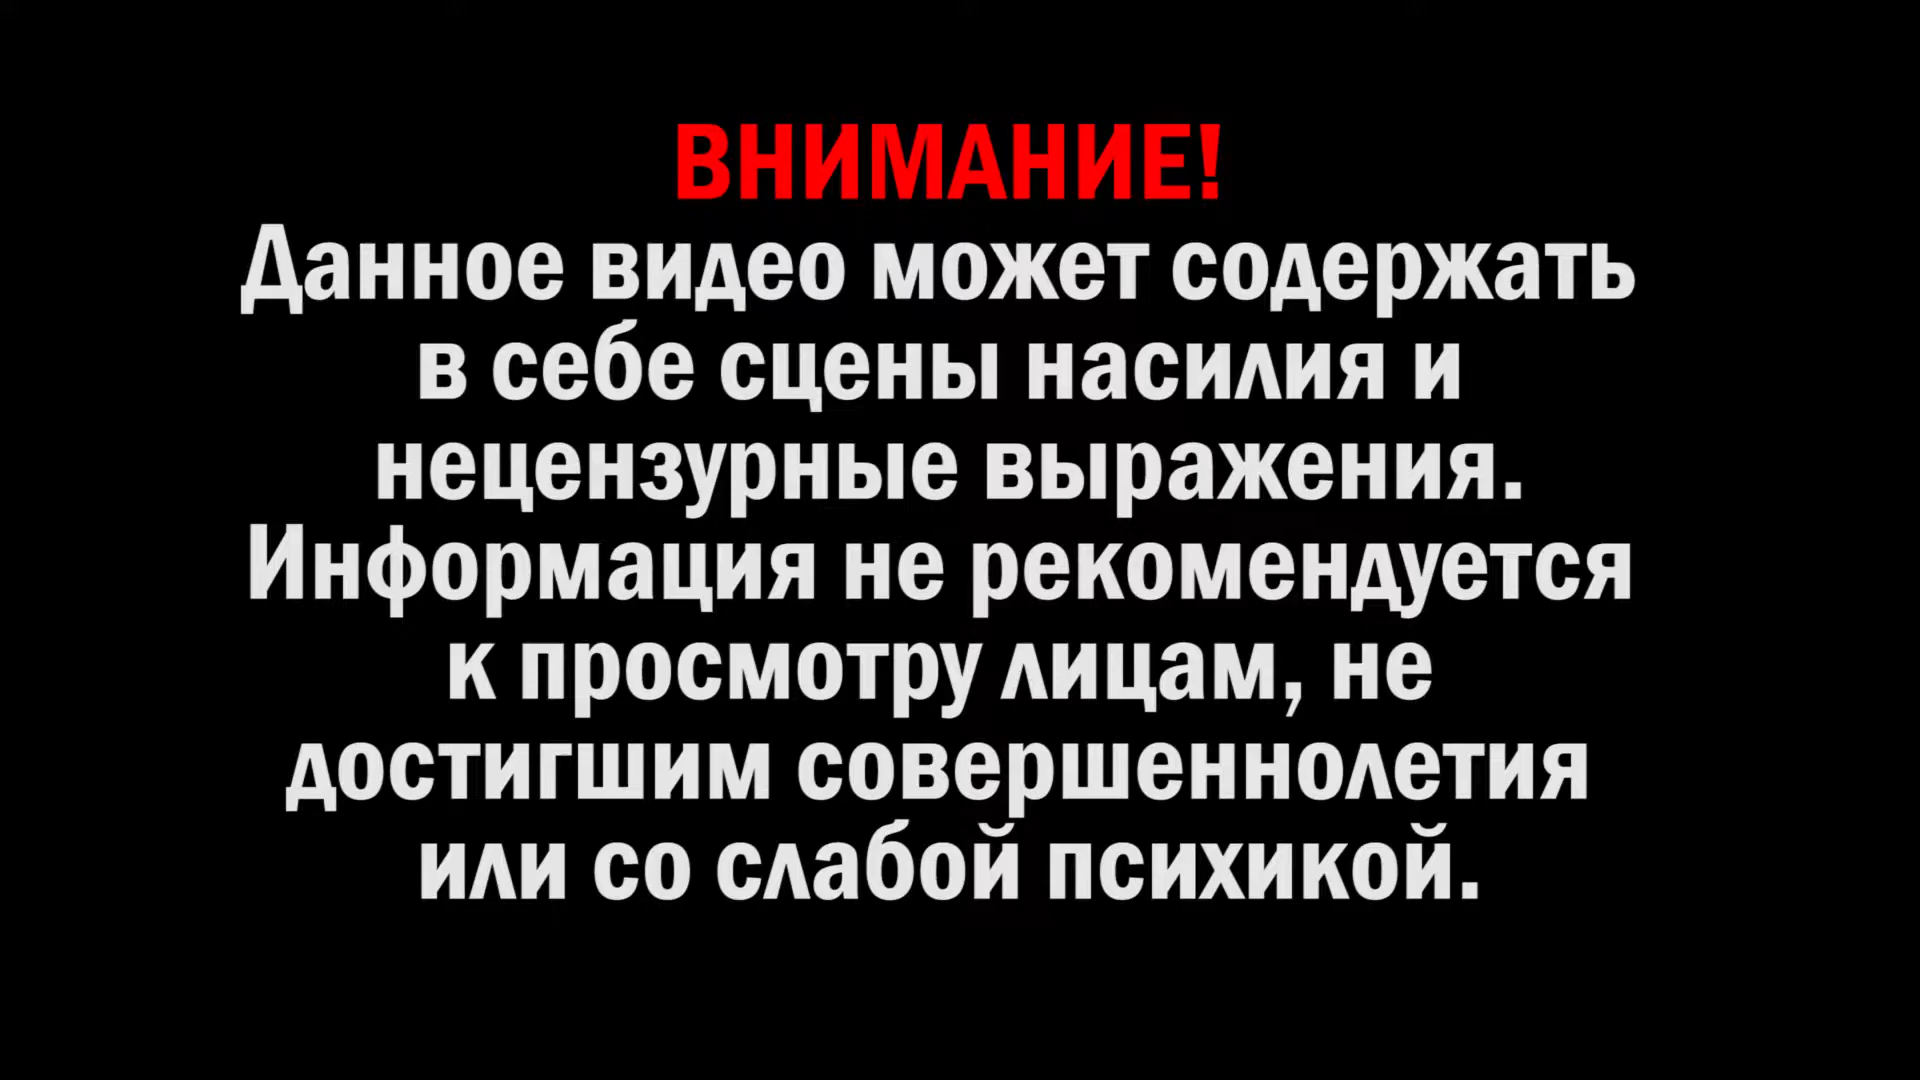 ВНИМАНИЕ!
Данное видео может содержать
в себе сцены насилия и
нецензурные выражения.
Информация не рекомендуется
к просмотру лицам, не
достигшим совершеннолетия
или со слабой психикой.